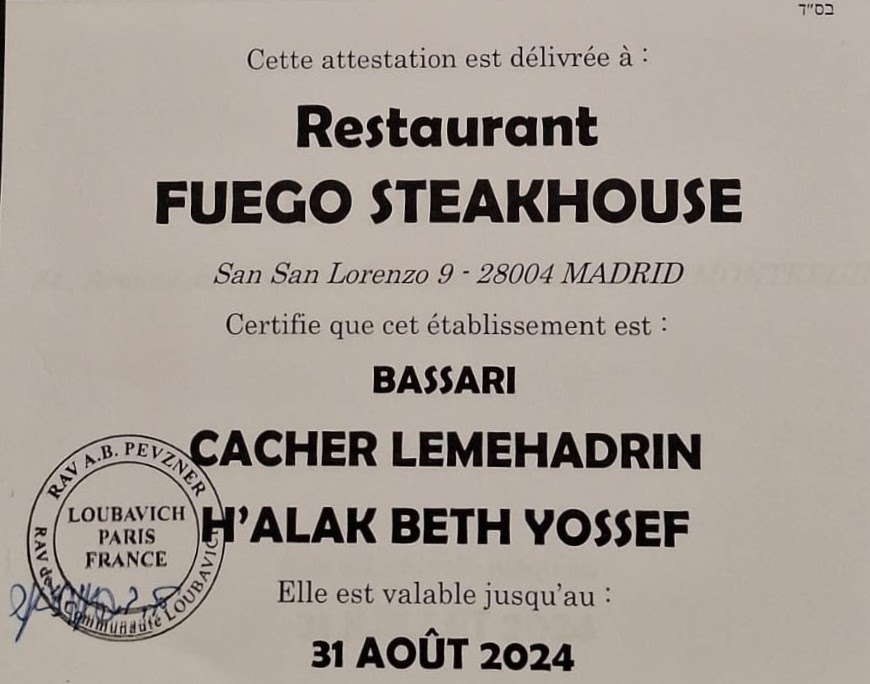 בס״ד
Cette attestation est délivrée à :
Restaurant
FUEGO STEAKHOUSE
San San Lorenzo 9 - 28004 MADRID
Certifie que cet établissement est :
BASSARI
CACHER LEMEHADRIN
H'ALAK BETH YOSSEF
Elle est valable jusqu'au :
31 AOÛT 2024
RAV A.B. PEVZNER
LOUBAVICH
PARIS
FRANCE
RAV de la Communauté LOUBAVICH